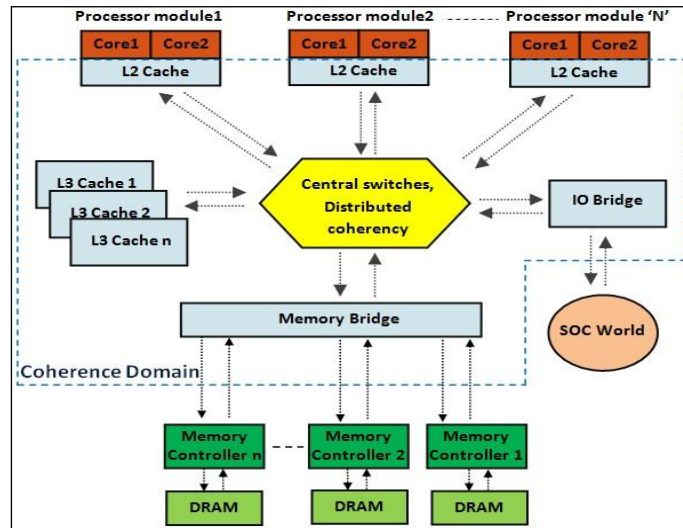 Processor module1
Processor module2
Processor module ‘N’
Core1
Core2
Core1
Core2
Core1
Core2
L2 Cache
L2 Cache
L2 Cache
L3 Cache 1
L3 Cache 2
L3 Cache n
Central switches,
Distributed
coherency
IO Bridge
Memory Bridge
SOC World
Coherence Domain
Memory
Controller n
Memory
Controller 2
Memory
Controller 1
DRAM
DRAM
DRAM